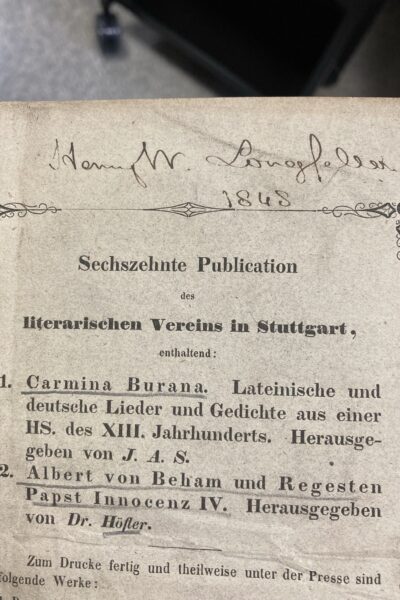 Henry W. Longfellow.
1848
Sechszehnte Publication
des
literarischen Vereins in Stuttgart,
enthaltend:
1. Carmina Burana. Lateinische und
deutsche Lieder und Gedichte aus einer
HS. des XIII. Jahrhunderts. Herausge-
geben von J. A. S.
2. Albert von Beham und Regesten
Papst Innocenz IV. Herausgegeben
von Dr. Höfler.
Zum Drucke fertig und theilweise unter der Presse sind
folgende Werke: